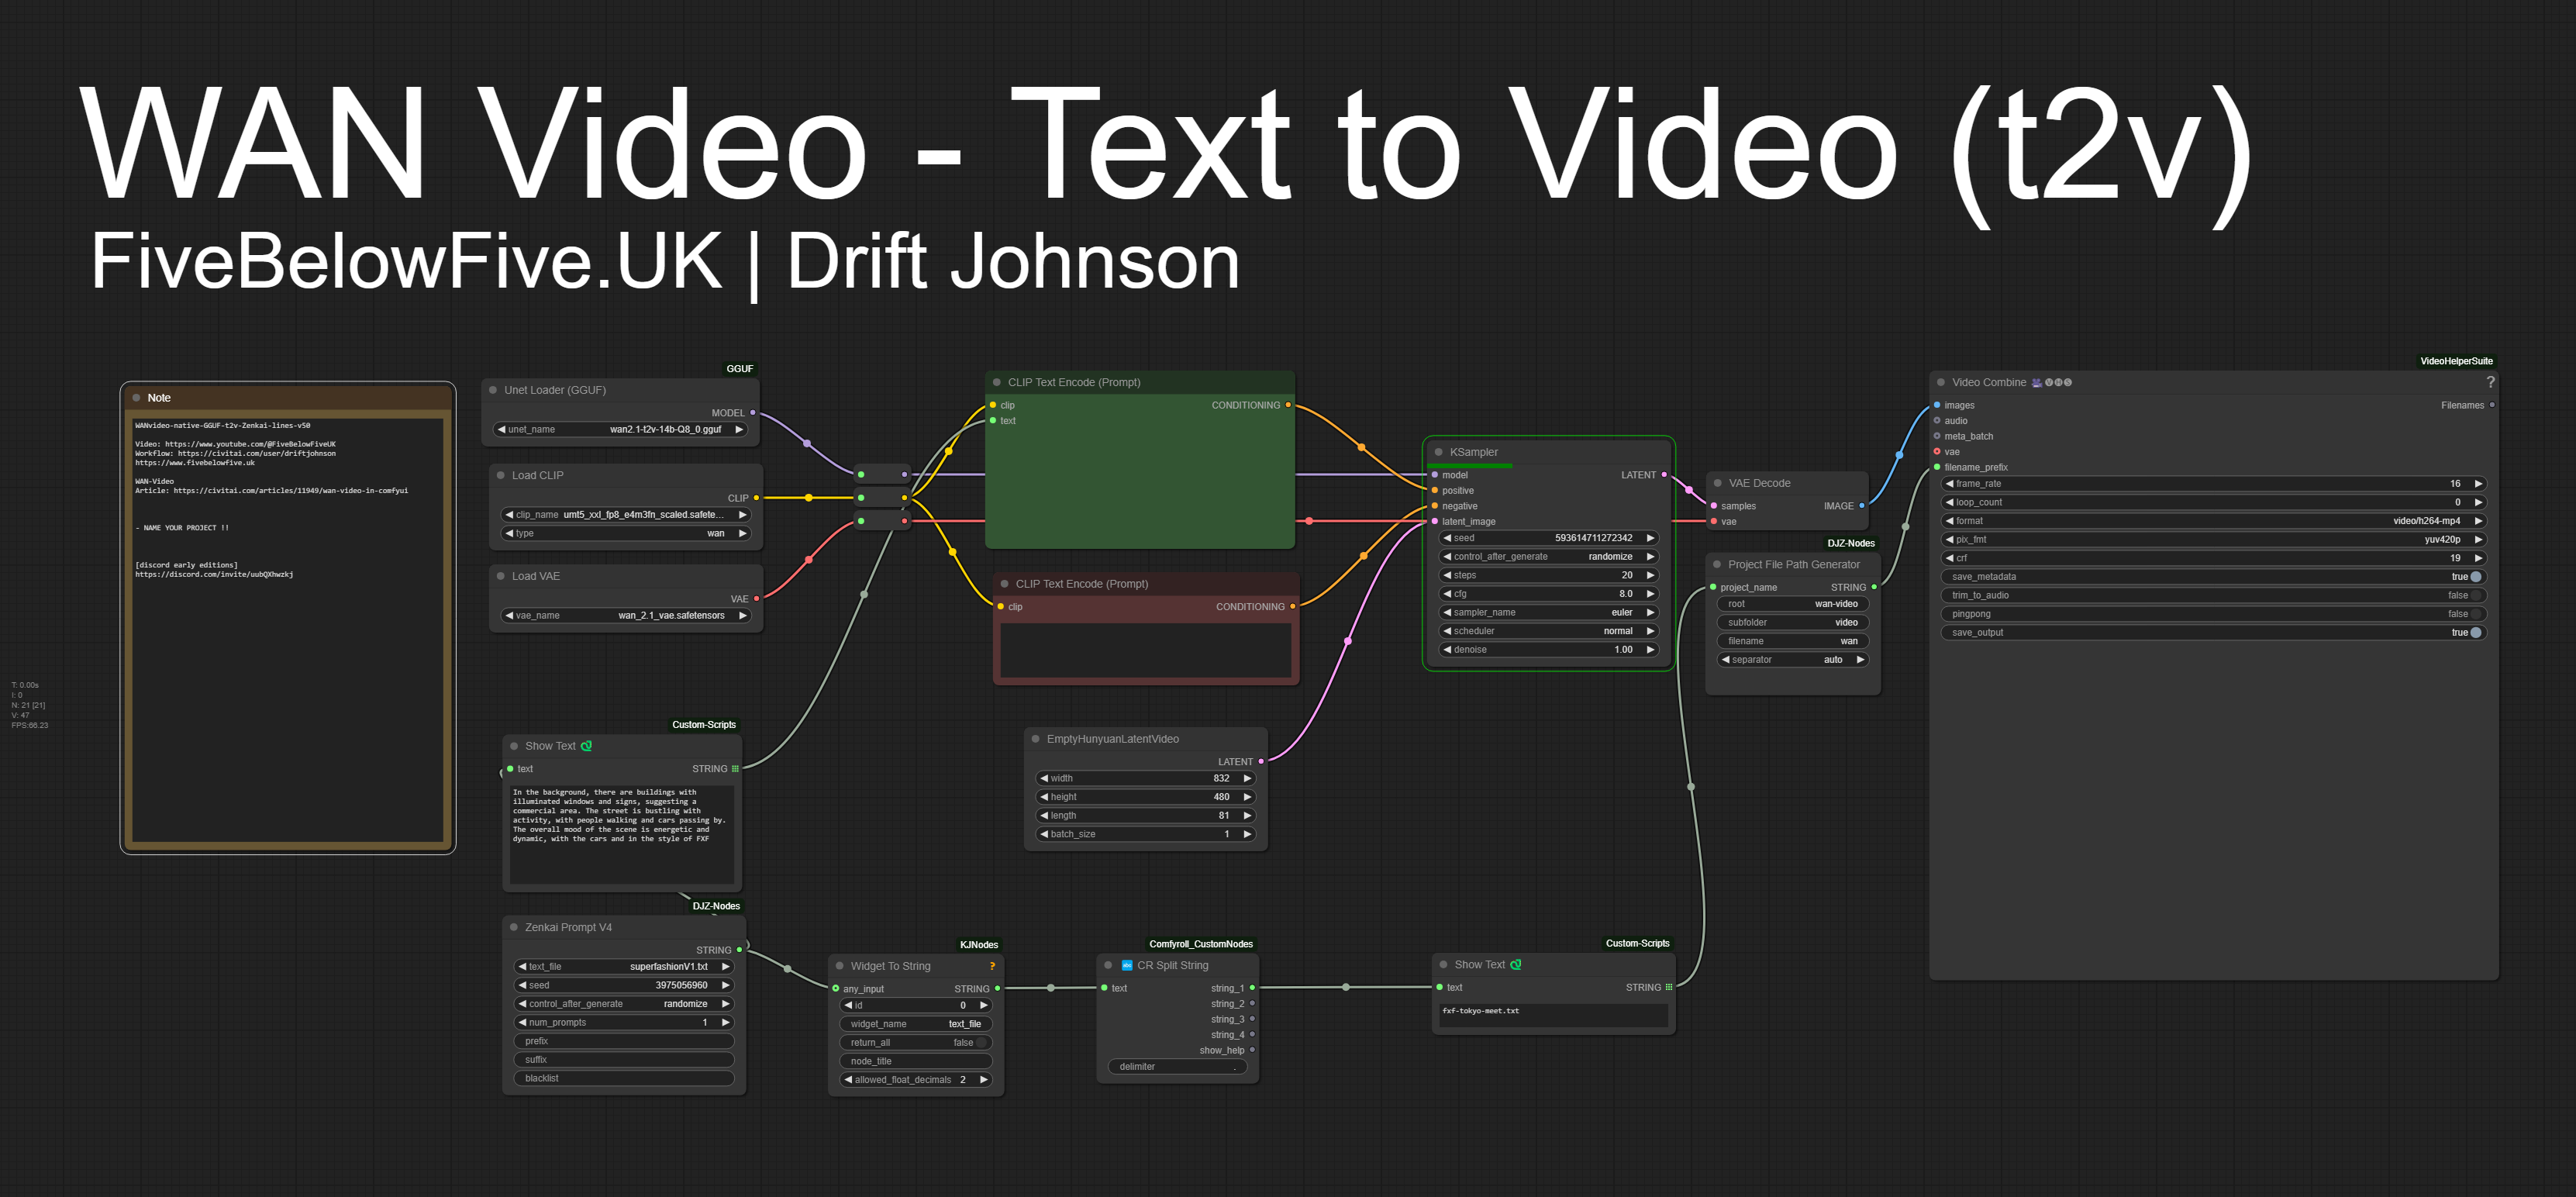 WAN Video - Text to Video (t2v)
FiveBelowFive.UK | Drift Johnson
Note
WANvideo-native-GGUF-t2v-Zenkai-lines-v50
Video: https://www.youtube.com/@FiveBelowFiveUK
Workflow: https://civitai.com/user/driftjohnson
https://www.fivebelowfive.uk
WAN-Video
Article: https://civitai.com/articles/11949/wan-video-in-comfyui
- NAME YOUR PROJECT !!
[discord early editions]
https://discord.com/invite/uubQXhwzkj
T: 0.00s
I: 0
N: 21 [21]
V: 47
FPS:66.23
GGUF
Unet Loader (GGUF)
MODEL
unet_name wan2.1-t2v-14b-Q8_0.gguf
Load CLIP
CLIP
clip_name umt5_xxl_fp8_e4m3fn_scaled.safete...
type wan
Load VAE
VAE
vae_name wan_2.1_vae.safetensors
CLIP Text Encode (Prompt)
clip CONDITIONING
text
CLIP Text Encode (Prompt)
clip CONDITIONING
KSampler
model LATENT
positive
negative
latent_image
seed 593614711272342
control_after_generate randomize
steps 20
cfg 8.0
sampler_name euler
scheduler normal
denoise 1.00
VAE Decode
samples IMAGE
vae
DJZ-Nodes
Project File Path Generator
project_name STRING
root wan-video
subfolder video
filename wan
separator auto
VideoHelperSuite
Video Combine VHS ?
images Filenames
audio
meta_batch
vae
filename_prefix
frame_rate 16
loop_count 0
format video/h264-mp4
pix_fmt yuv420p
crf 19
save_metadata true
trim_to_audio false
pingpong false
save_output true
Custom-Scripts
Show Text
text STRING
In the background, there are buildings with
illuminated windows and signs, suggesting a
commercial area. The street is bustling with
activity, with people walking and cars passing by.
The overall mood of the scene is energetic and
dynamic, with the cars and in the style of FXF
EmptyHunyuanLatentVideo
LATENT
width 832
height 480
length 81
batch_size 1
DJZ-Nodes
Zenkai Prompt V4
STRING
text_file superfashionV1.txt
seed 3975056960
control_after_generate randomize
num_prompts 1
prefix
suffix
blacklist
KJNodes
Widget To String ?
any_input STRING
id 0
widget_name text_file
return_all false
node_title
allowed_float_decimals 2
Comfyroll_CustomNodes
abc CR Split String
text string_1
string_2
string_3
string_4
show_help
delimiter .
Custom-Scripts
Show Text
text STRING
fxf-tokyo-meet.txt